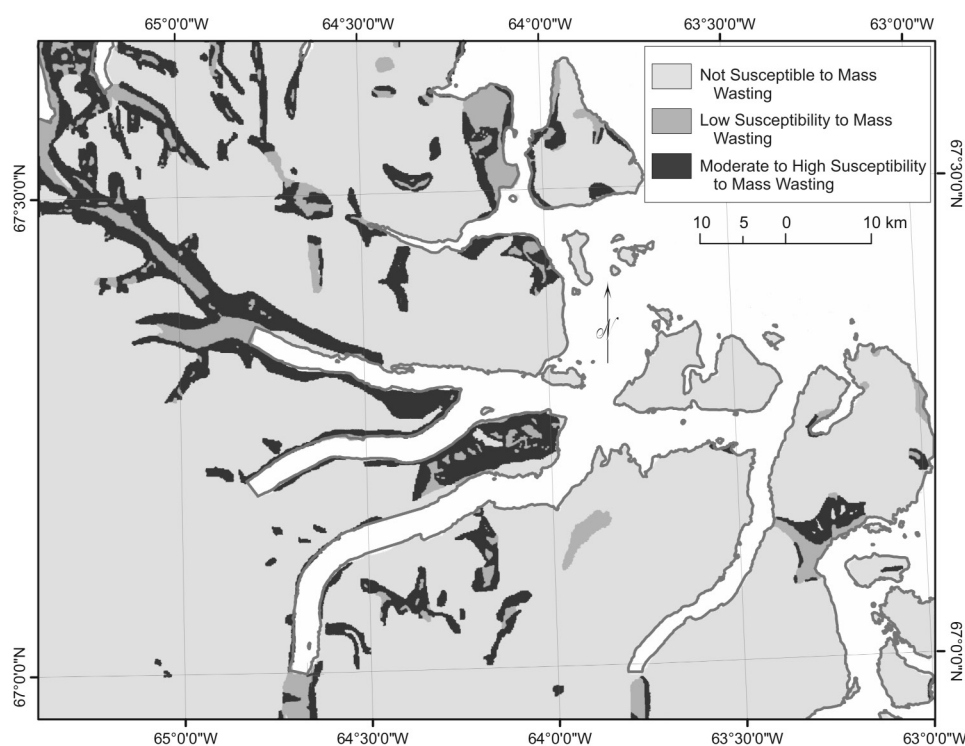 65°0'0"W 64°30'0"W 64°0'0"W 63°30'0"W 63°0'0"W
Not Susceptible to Mass
Wasting
Low Susceptibility to Mass
Wasting
Moderate to High Susceptibility
to Mass Wasting
67°30'0"N
67°30'0"N
10 5 0 10 km
N
67°0'0"N
67°0'0"N
65°0'0"W 64°30'0"W 64°0'0"W 63°30'0"W 63°0'0"W